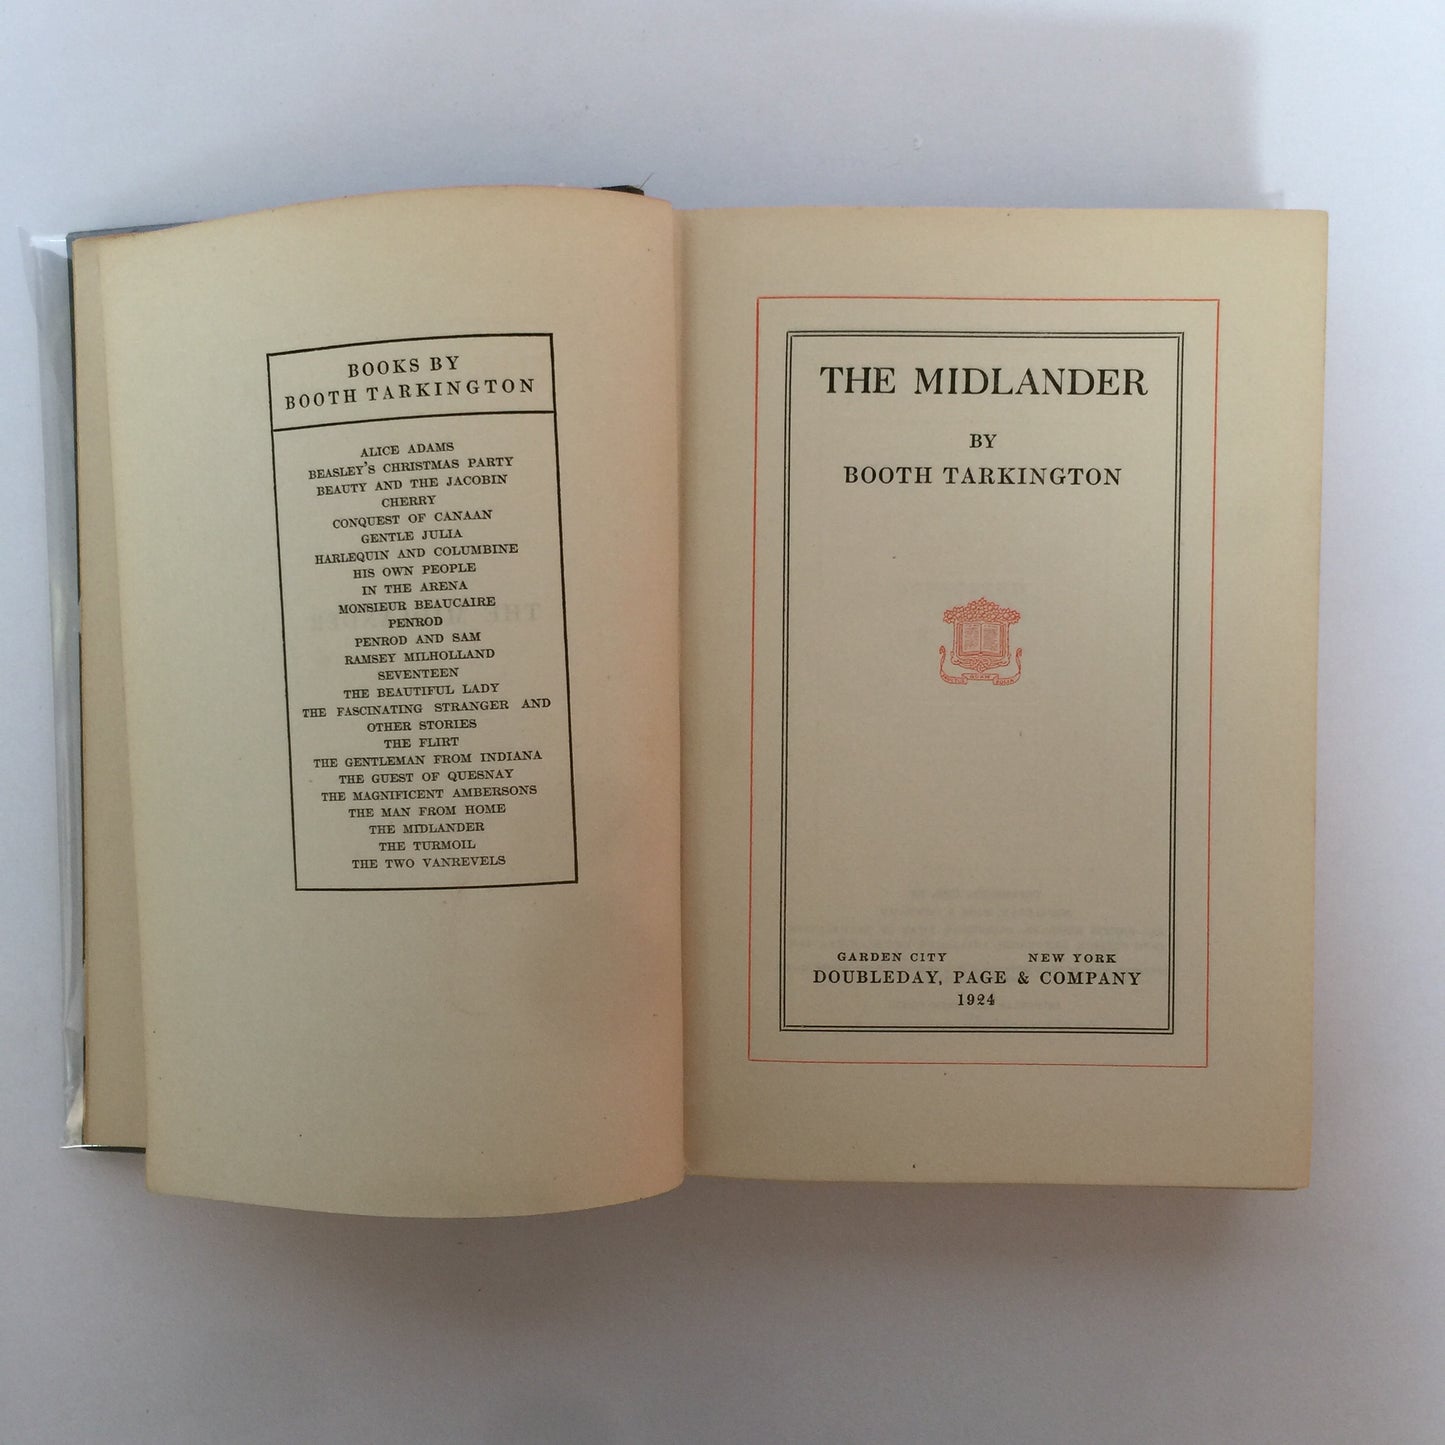 BOOKS BY
BOOTH TARKINGTON
ALICE ADAMS
BEASLEY'S CHRISTMAS PARTY
BEAUTY AND THE JACOBIN
CHERRY
CONQUEST OF CANAAN
GENTLE JULIA
HARLEQUIN AND COLUMBINE
HIS OWN PEOPLE
IN THE ARENA
MONSIEUR BEAUCAIRE
PENROD
PENROD AND SAM
RAMSEY MILHOLLAND
SEVENTEEN
THE BEAUTIFUL LADY
THE FASCINATING STRANGER AND
OTHER STORIES
THE FLIRT
THE GENTLEMAN FROM INDIANA
THE GUEST OF QUESNAY
THE MAGNIFICENT AMBERSONS
THE MAN FROM HOME
THE MIDLANDER
THE TURMOIL
THE TWO VANREVELS
THE MIDLANDER
BY
BOOTH TARKINGTON
GARDEN CITY NEW YORK
DOUBLEDAY, PAGE & COMPANY
1924